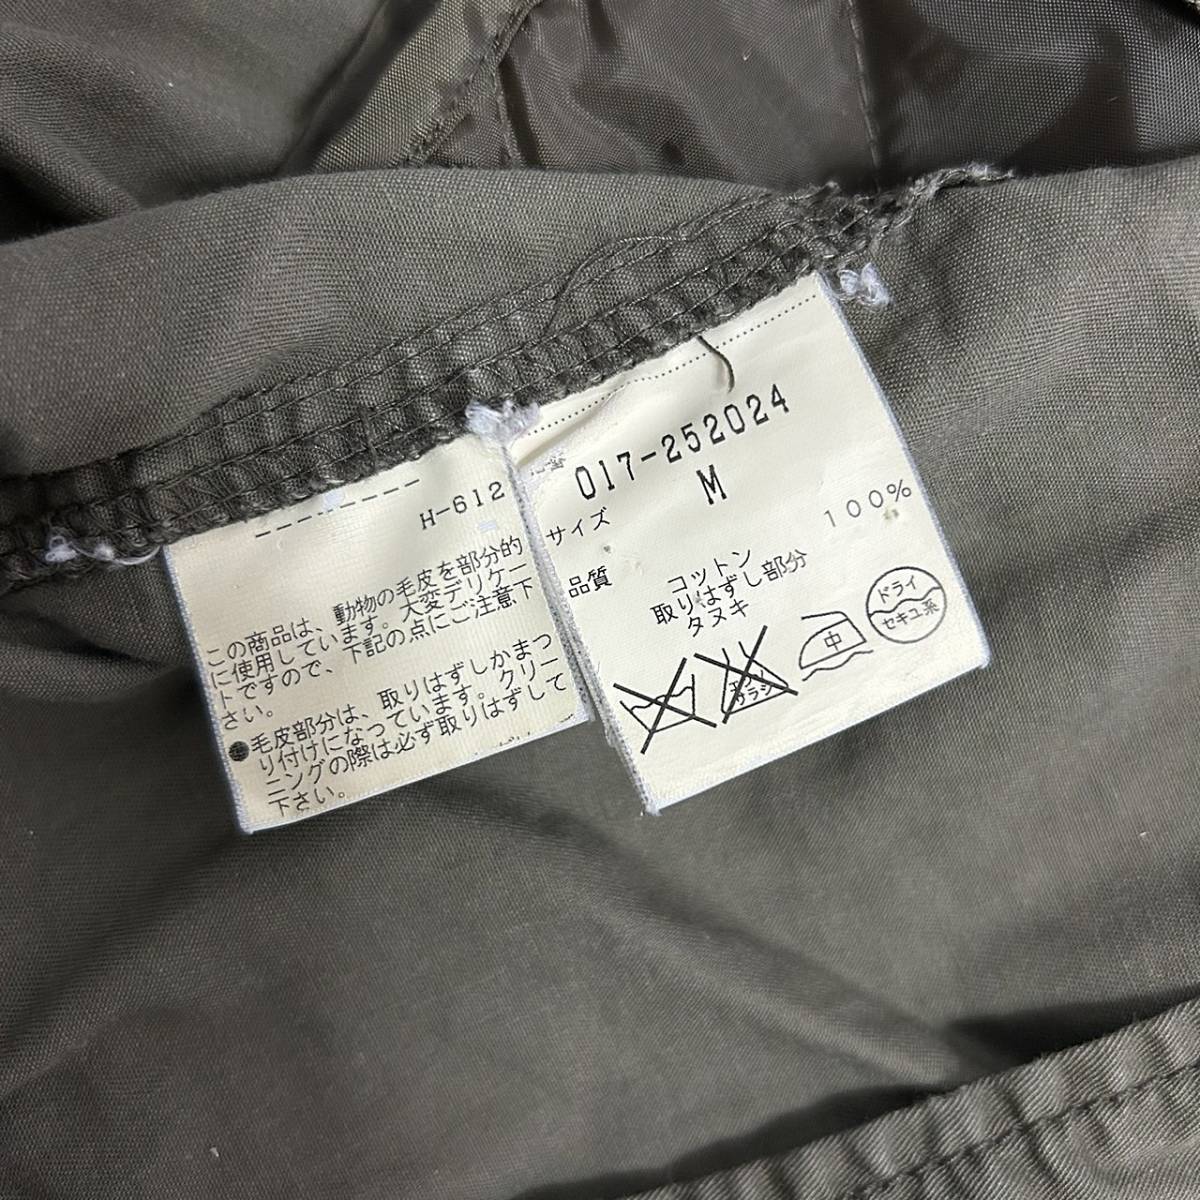 H-612
この商品は、動物の毛皮を部分的
に使用しています。大変デリケー
トですので、下記の点にご注意下
さい。
●毛皮部分は、取りはずしかまつ
り付けになっています。クリー
ニングの際は必ず取りはずして
下さい。
017-252024
サイズ M
品質
コットン 100%
取りはずし部分
タヌキ
エンソ
サラシ
中
ドライ
セキユ系